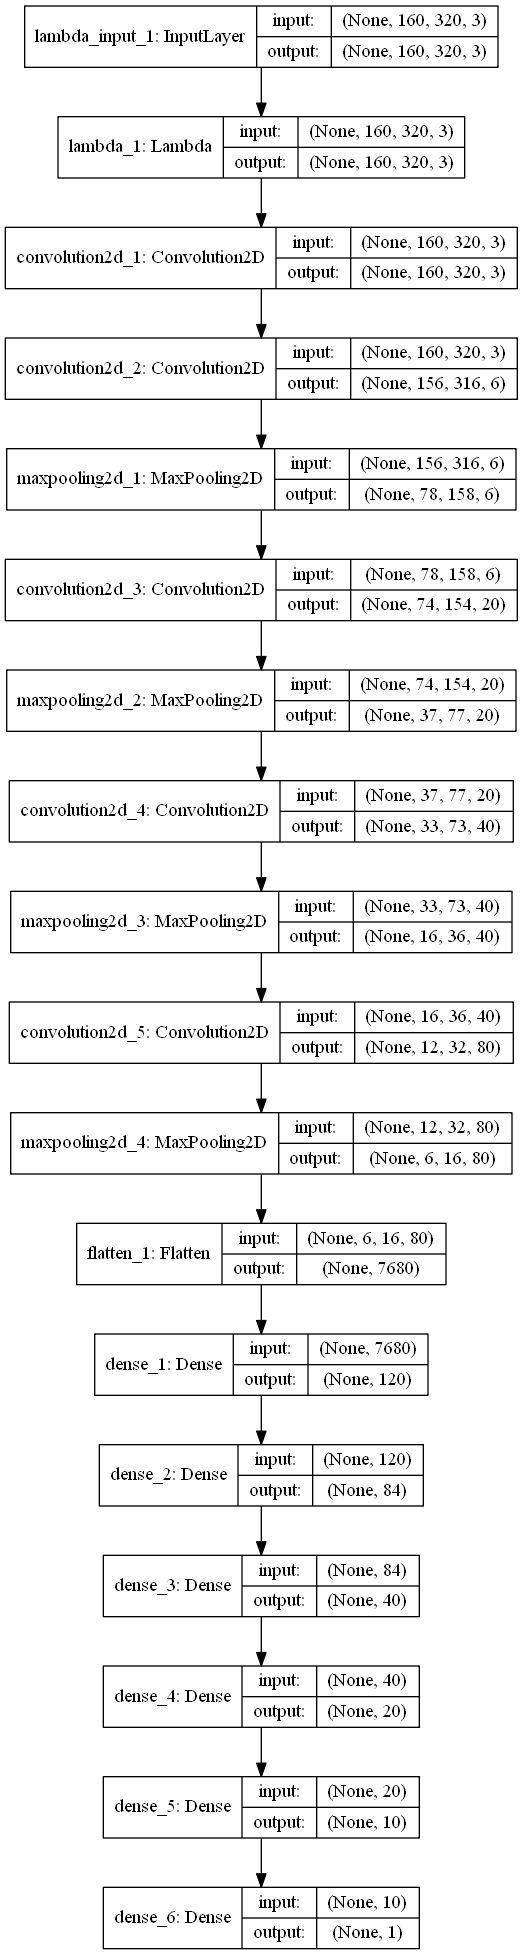 lambda_input_1: InputLayer
input: (None, 160, 320, 3)
output: (None, 160, 320, 3)
lambda_1: Lambda
input: (None, 160, 320, 3)
output: (None, 160, 320, 3)
convolution2d_1: Convolution2D
input: (None, 160, 320, 3)
output: (None, 160, 320, 3)
convolution2d_2: Convolution2D
input: (None, 160, 320, 3)
output: (None, 156, 316, 6)
maxpooling2d_1: MaxPooling2D
input: (None, 156, 316, 6)
output: (None, 78, 158, 6)
convolution2d_3: Convolution2D
input: (None, 78, 158, 6)
output: (None, 74, 154, 20)
maxpooling2d_2: MaxPooling2D
input: (None, 74, 154, 20)
output: (None, 37, 77, 20)
convolution2d_4: Convolution2D
input: (None, 37, 77, 20)
output: (None, 33, 73, 40)
maxpooling2d_3: MaxPooling2D
input: (None, 33, 73, 40)
output: (None, 16, 36, 40)
convolution2d_5: Convolution2D
input: (None, 16, 36, 40)
output: (None, 12, 32, 80)
maxpooling2d_4: MaxPooling2D
input: (None, 12, 32, 80)
output: (None, 6, 16, 80)
flatten_1: Flatten
input: (None, 6, 16, 80)
output: (None, 7680)
dense_1: Dense
input: (None, 7680)
output: (None, 120)
dense_2: Dense
input: (None, 120)
output: (None, 84)
dense_3: Dense
input: (None, 84)
output: (None, 40)
dense_4: Dense
input: (None, 40)
output: (None, 20)
dense_5: Dense
input: (None, 20)
output: (None, 10)
dense_6: Dense
input: (None, 10)
output: (None, 1)